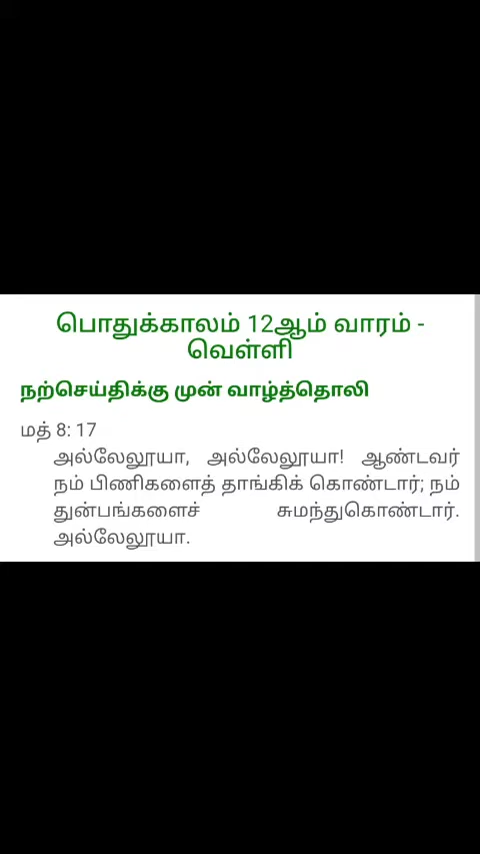 பொதுக்காலம் 12ஆம் வாரம் -
வெள்ளி
நற்செய்திக்கு முன் வாழ்த்தொலி
மத் 8: 17
அல்லேலூயா, அல்லேலூயா! ஆண்டவர்
நம் பிணிகளைத் தாங்கிக் கொண்டார்; நம்
துன்பங்களைச் சுமந்துகொண்டார்.
அல்லேலூயா.